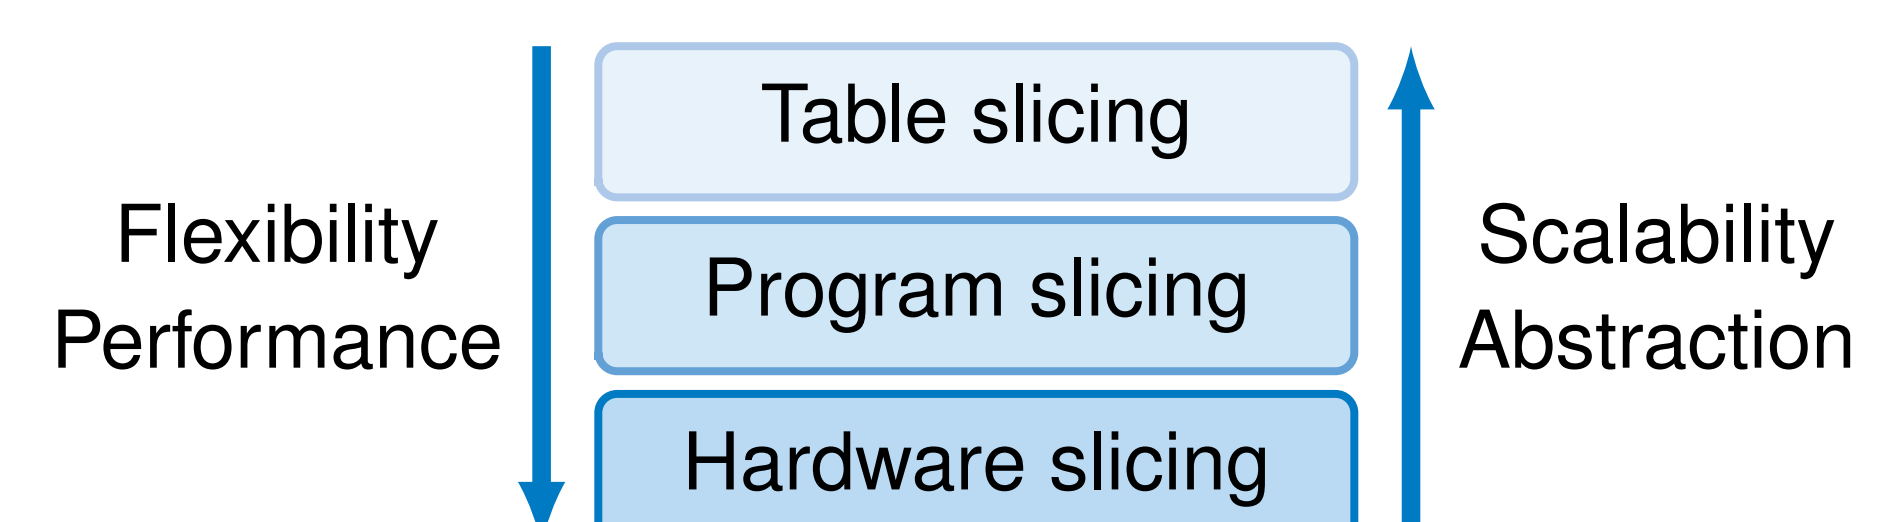 Table slicing
Flexibility
Performance
Program slicing
Scalability
Abstraction
Hardware slicing